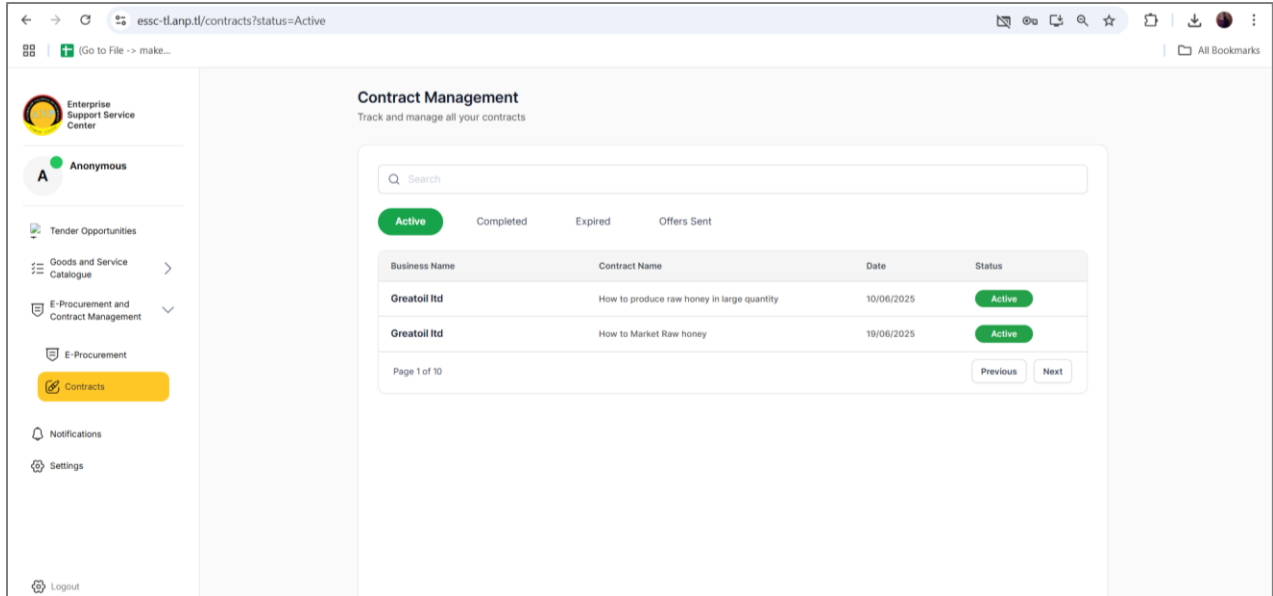 essc-tl.anp.tl/contracts?status=Active
(Go to File -> make...
All Bookmarks
Enterprise
Support Service
Center
A
Anonymous
Tender Opportunities
Goods and Service
Catalogue
E-Procurement and
Contract Management
E-Procurement
Contracts
Notifications
Settings
Logout
Contract Management
Track and manage all your contracts
Search
Active Completed Expired Offers Sent
Business Name Contract Name Date Status
Greatoil ltd How to produce raw honey in large quantity 10/06/2025 Active
Greatoil ltd How to Market Raw honey 19/06/2025 Active
Page 1 of 10 Previous Next